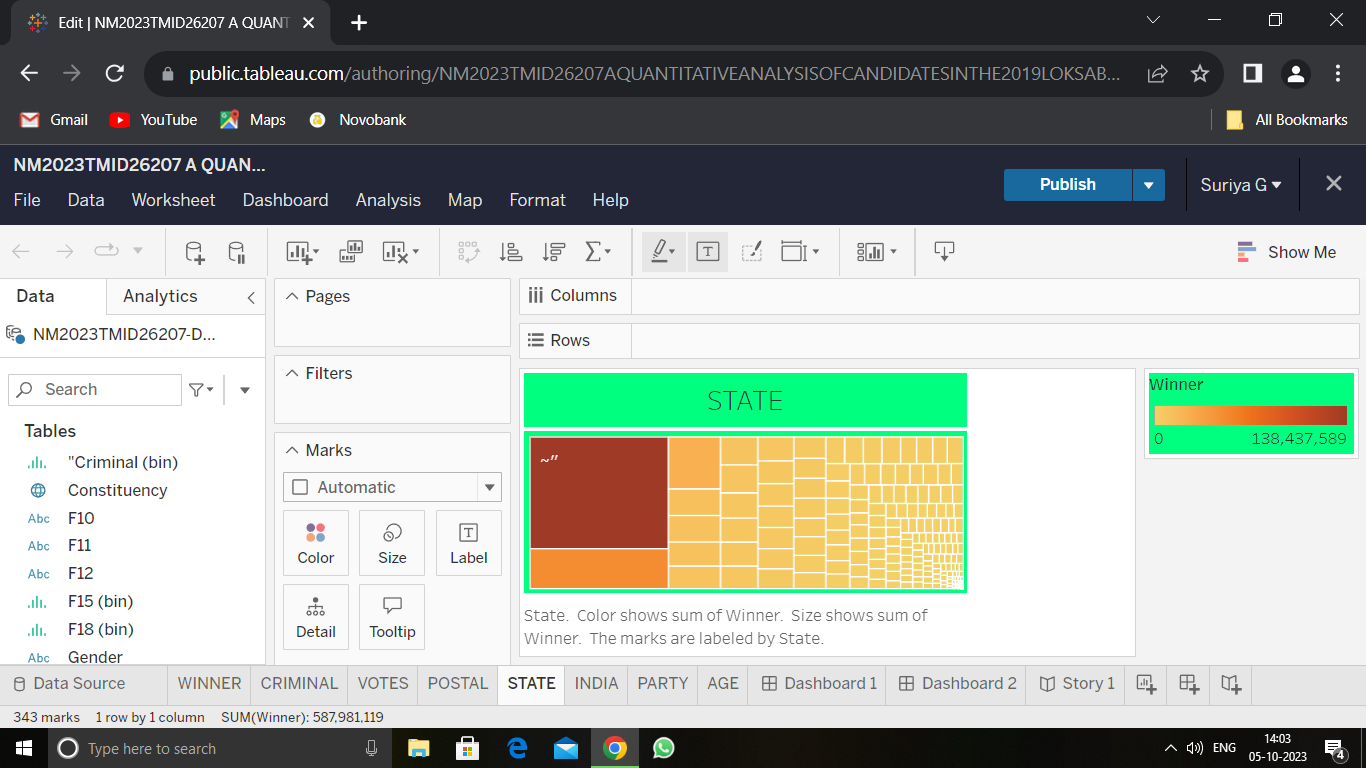 Edit | NM2023TMID26207 A QUANT
public.tableau.com/authoring/NM2023TMID26207AQUANTITATIVEANALYSISOFCANDIDATESINTHE2019LOKSAB...
Gmail YouTube Maps Novobank All Bookmarks
NM2023TMID26207 A QUAN...
File Data Worksheet Dashboard Analysis Map Format Help
Publish Suriya G
Show Me
Data Analytics
NM2023TMID26207-D...
Search
Tables
"Criminal (bin)
Constituency
Abc F10
Abc F11
Abc F12
F15 (bin)
F18 (bin)
Abc Gender
Pages
Filters
Marks
Automatic
Color Size Label
Detail Tooltip
Columns
Rows
STATE
~"
State. Color shows sum of Winner. Size shows sum of
Winner. The marks are labeled by State.
Winner
0 138,437,589
Data Source WINNER CRIMINAL VOTES POSTAL STATE INDIA PARTY AGE Dashboard 1 Dashboard 2 Story 1
343 marks 1 row by 1 column SUM(Winner): 587,981,119
Type here to search
ENG
14:03
05-10-2023
4